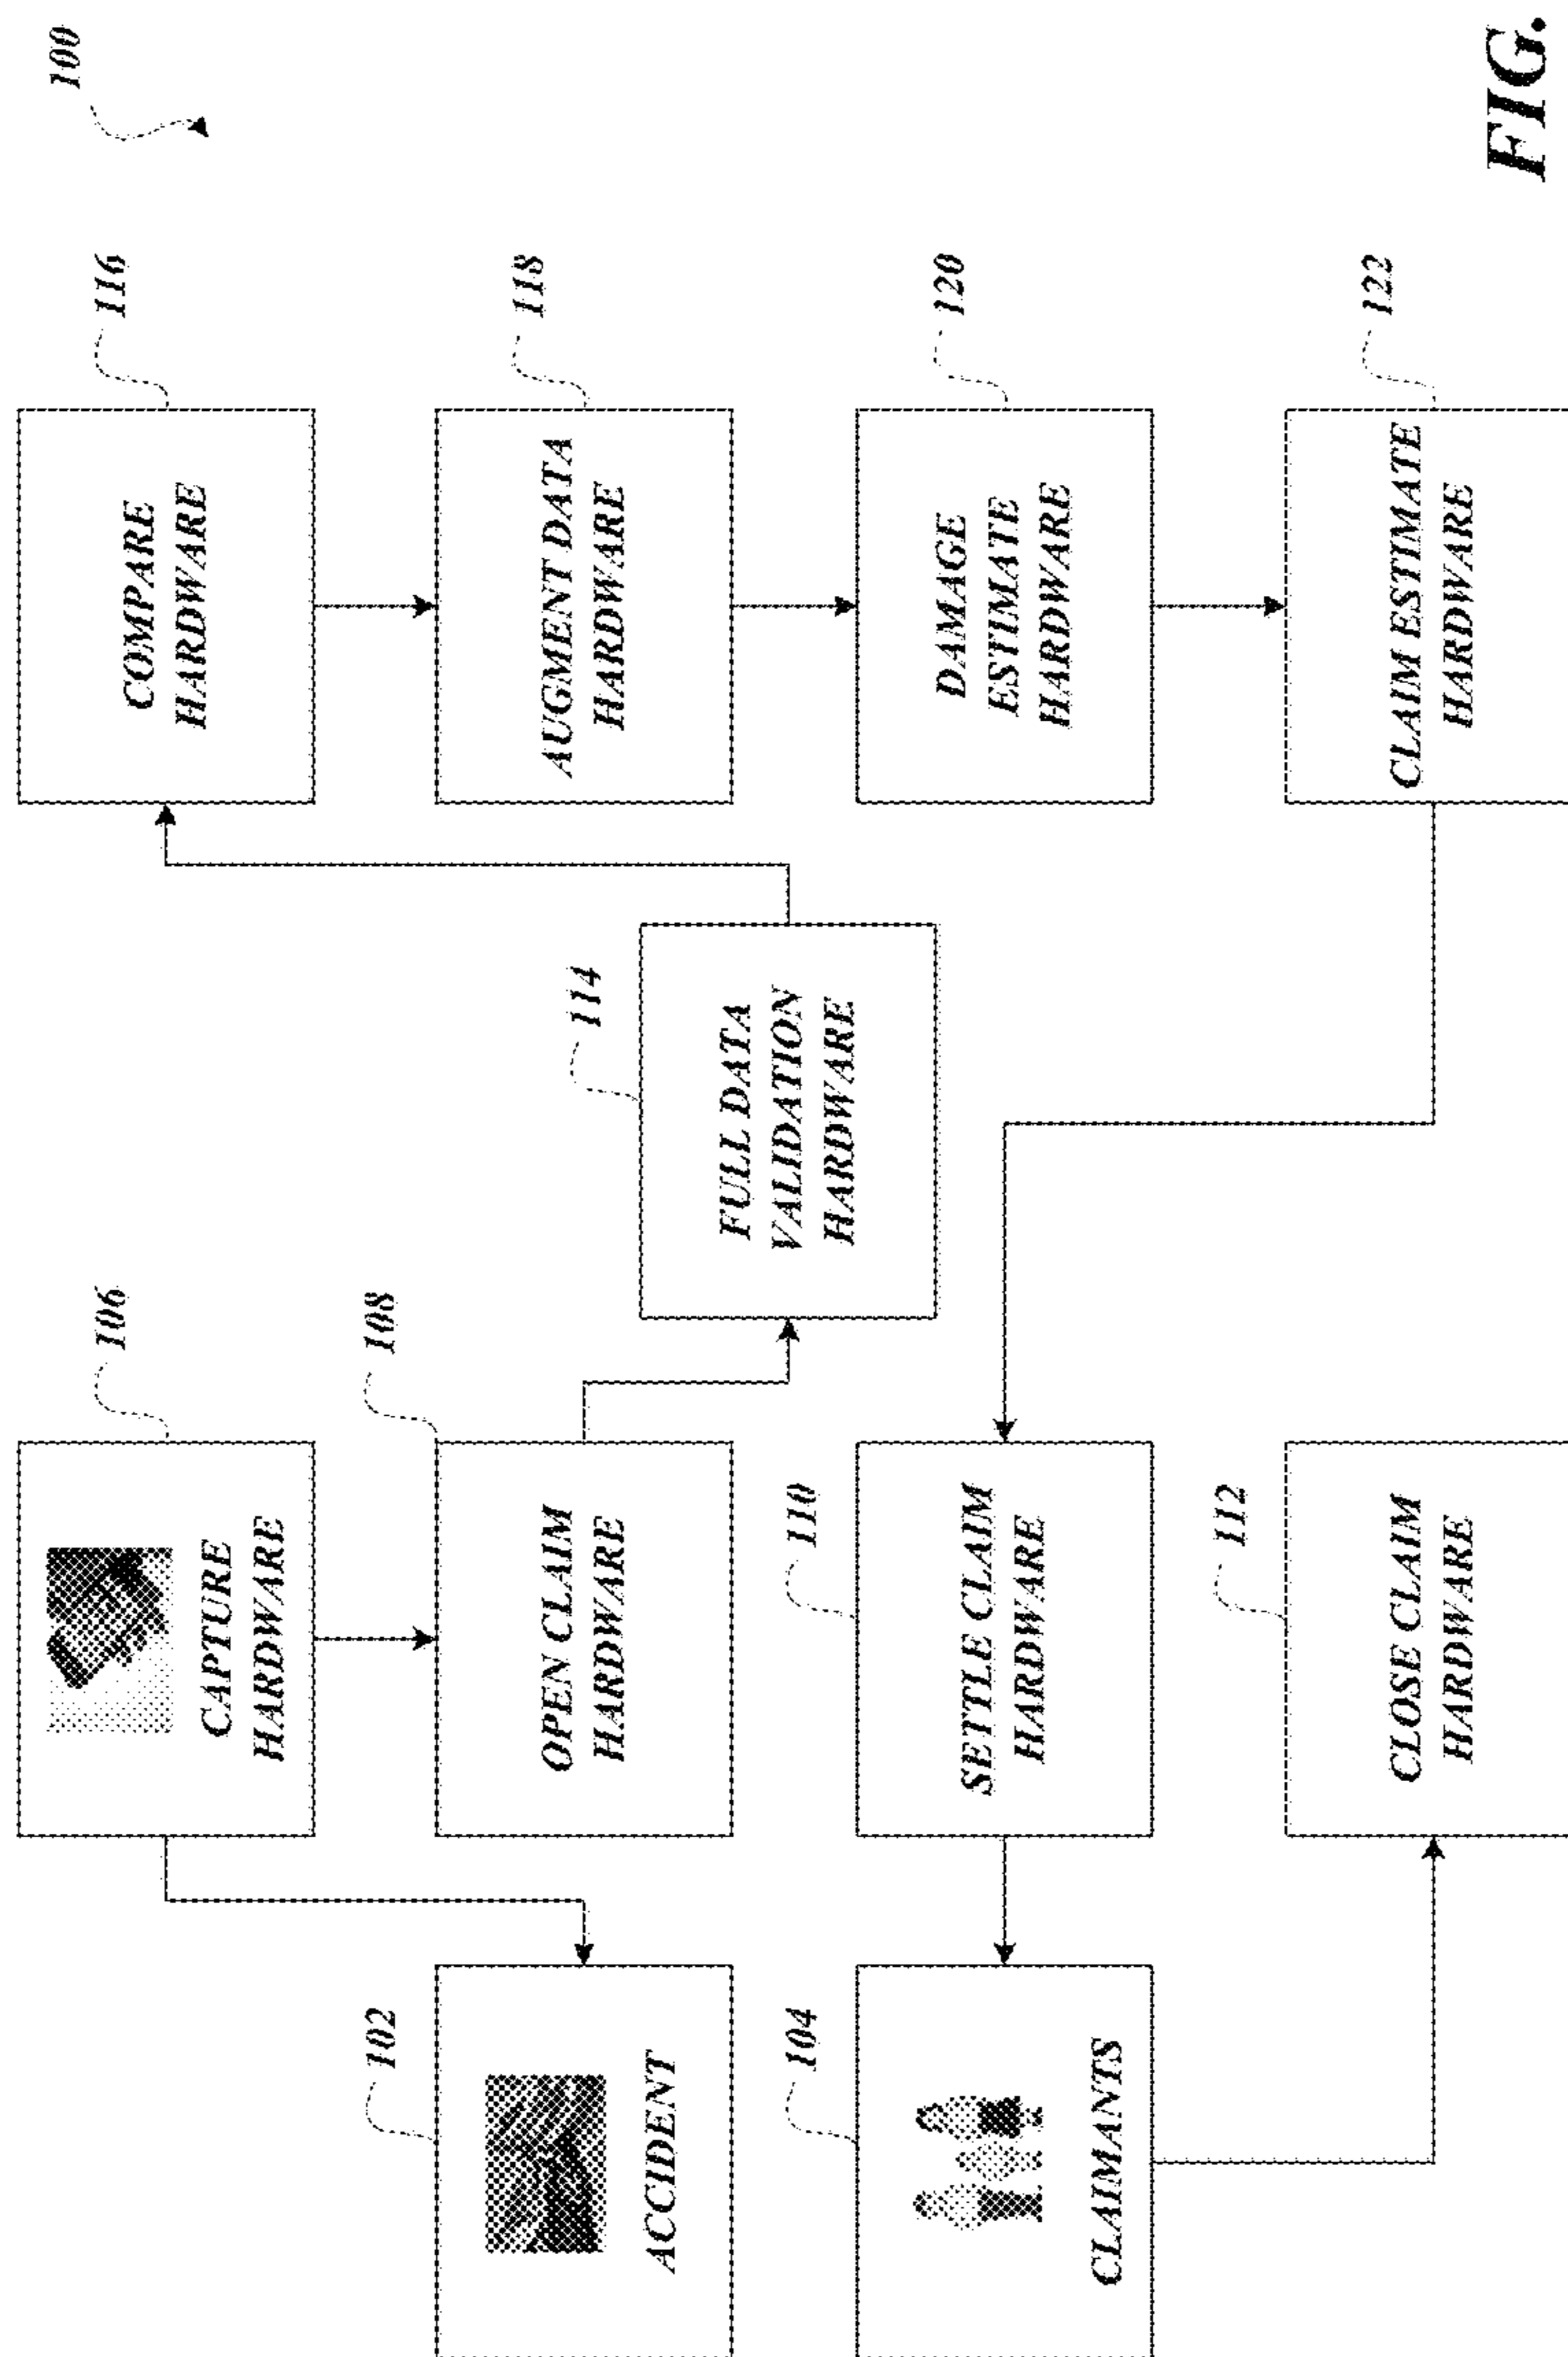 100
106
CAPTURE
HARDWARE
116
COMPARE
HARDWARE
102
ACCIDENT
108
OPEN CLAIM
HARDWARE
114
FULL DATA
VALIDATION
HARDWARE
118
AUGMENT DATA
HARDWARE
104
CLAIMANTS
110
SETTLE CLAIM
HARDWARE
120
DAMAGE
ESTIMATE
HARDWARE
112
CLOSE CLAIM
HARDWARE
122
CLAIM ESTIMATE
HARDWARE
FIG.